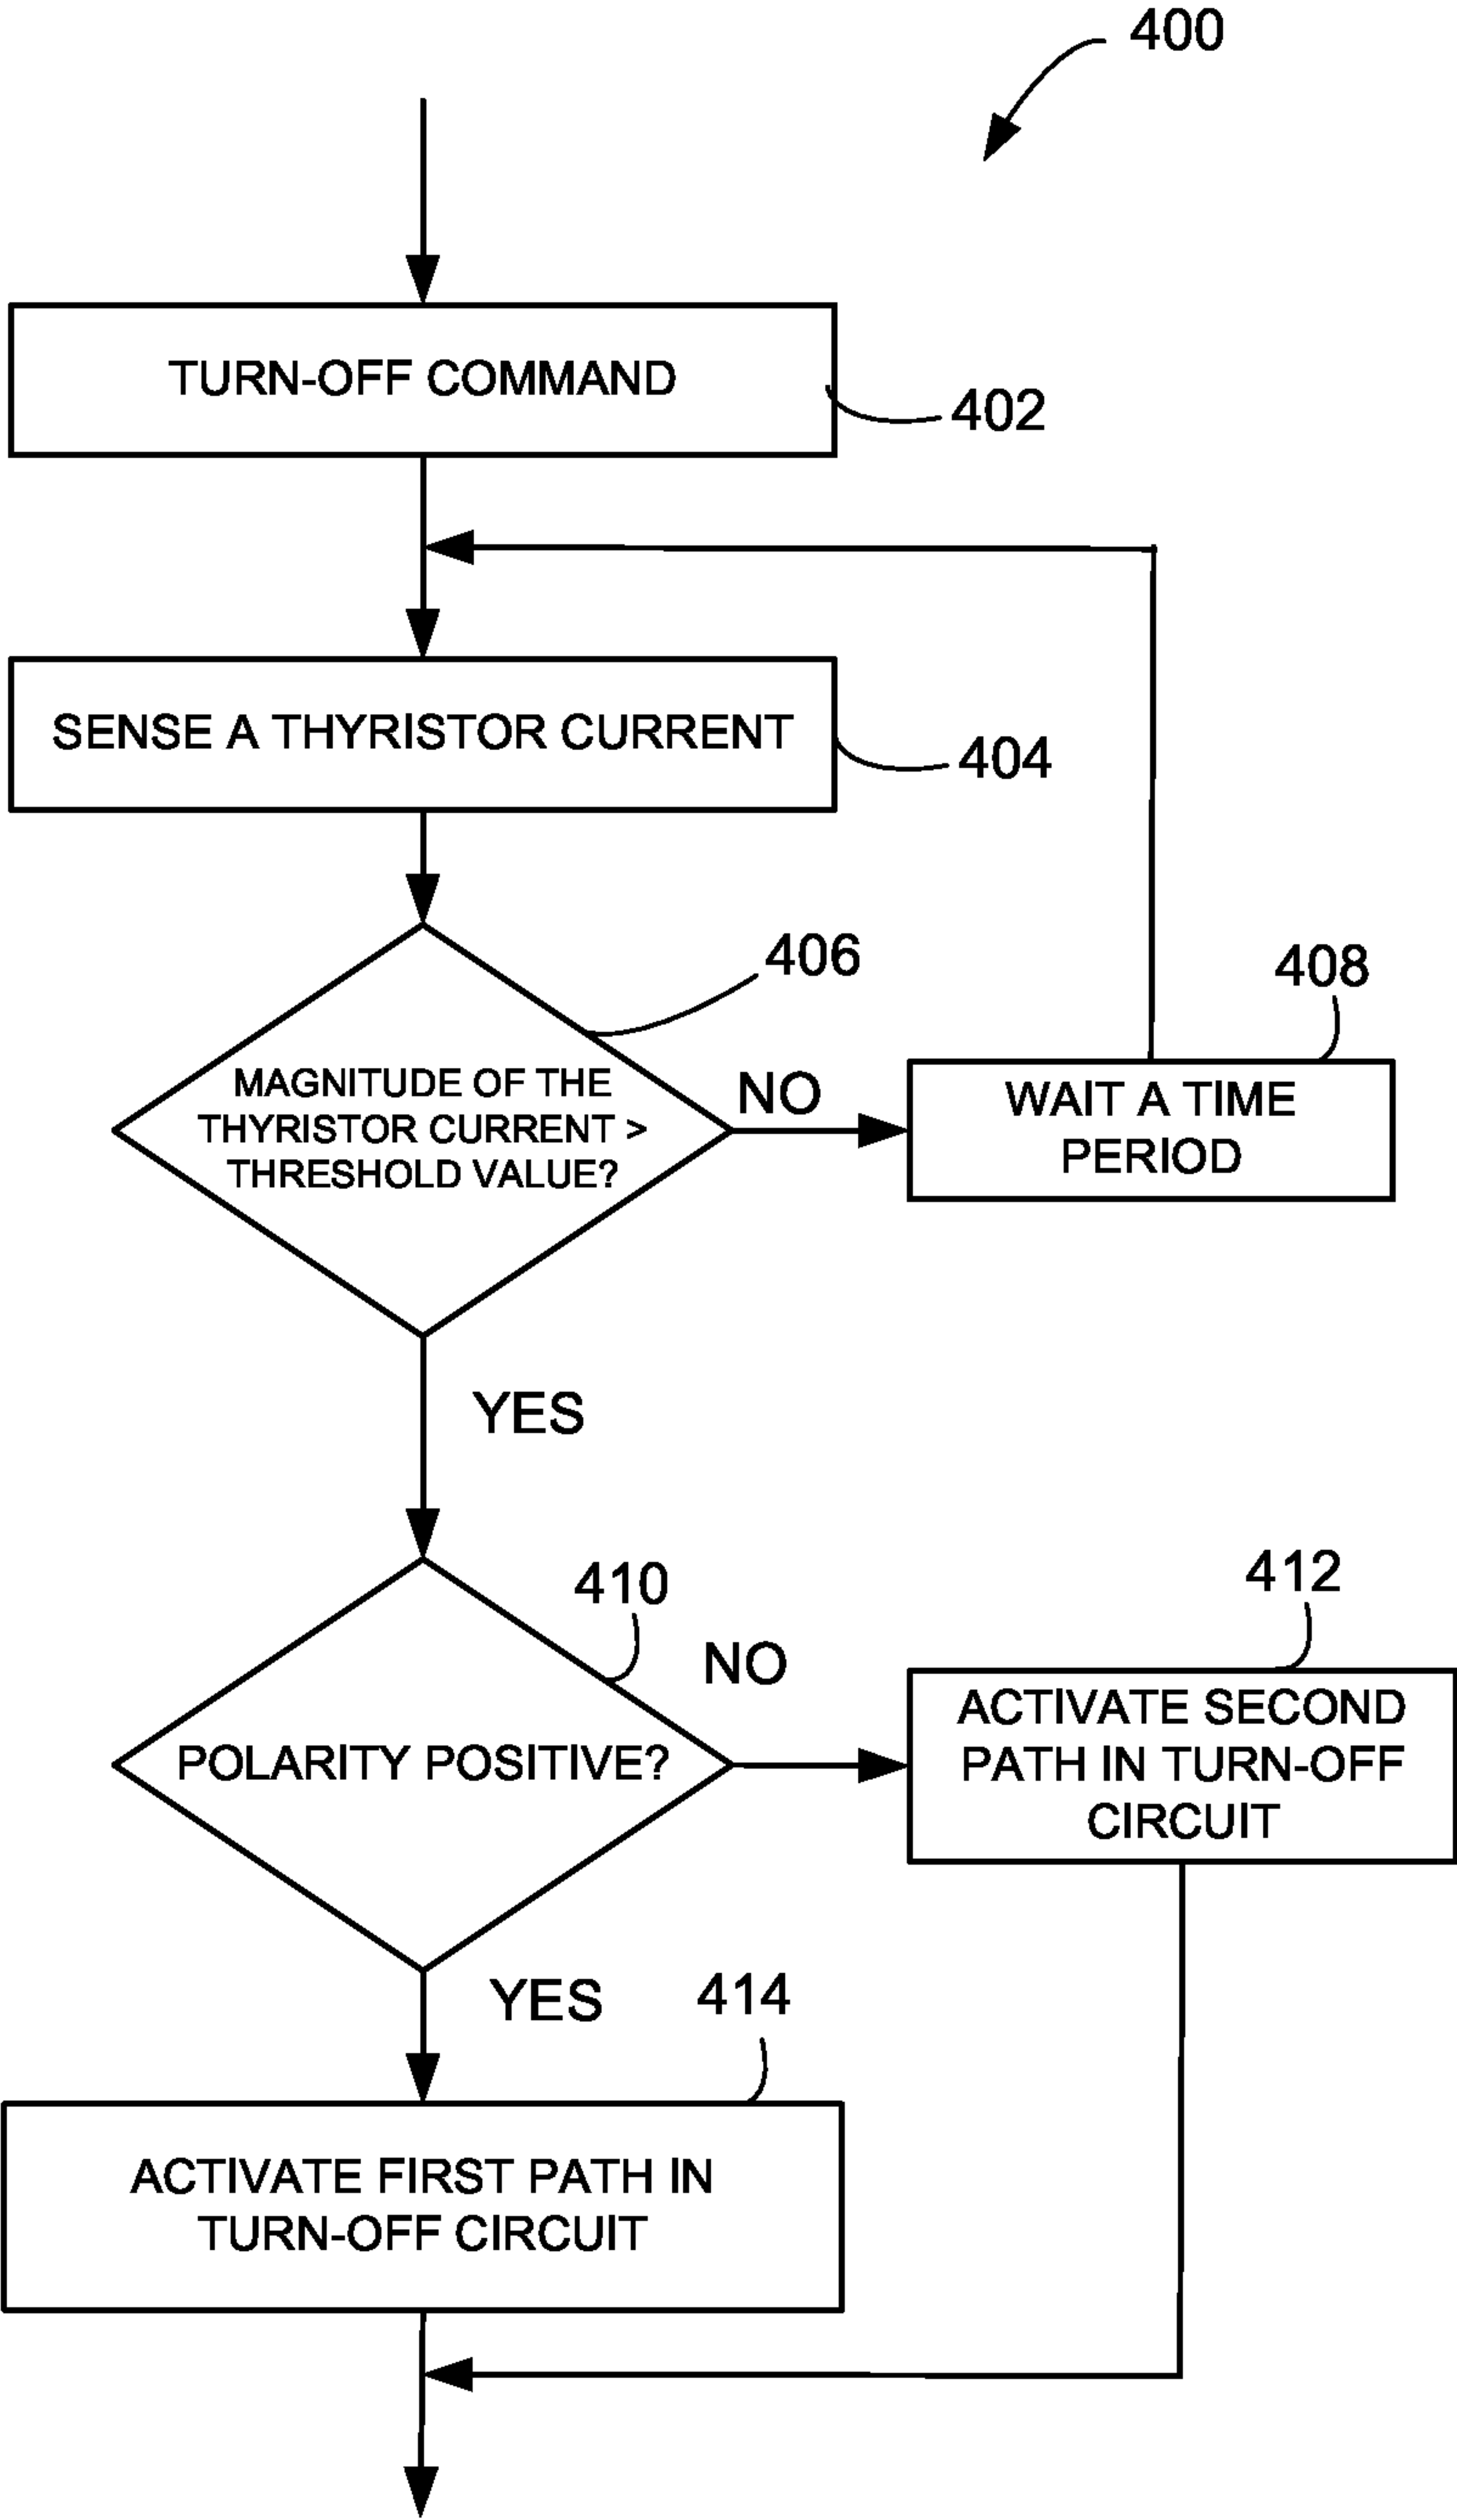 400
TURN-OFF COMMAND
402
SENSE A THYRISTOR CURRENT
404
406
MAGNITUDE OF THE
THYRISTOR CURRENT >
THRESHOLD VALUE?
NO
408
WAIT A TIME
PERIOD
YES
410
POLARITY POSITIVE?
NO
412
ACTIVATE SECOND
PATH IN TURN-OFF
CIRCUIT
YES
414
ACTIVATE FIRST PATH IN
TURN-OFF CIRCUIT